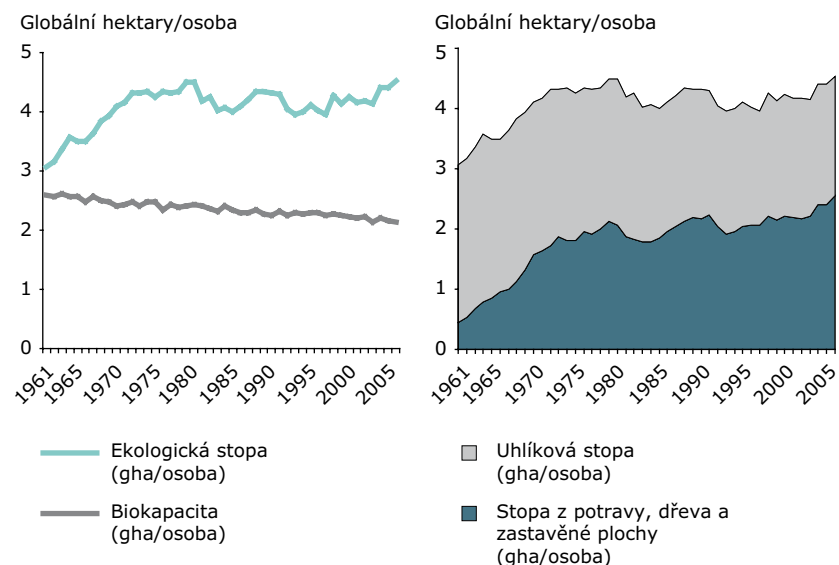 Globální hektary/osoba
5
4
3
2
1
0
1961
1965
1970
1975
1980
1985
1990
1995
2000
2005
Ekologická stopa
(gha/osoba)
Biokapacita
(gha/osoba)
Globální hektary/osoba
5
4
3
2
1
0
1961
1965
1970
1975
1980
1985
1990
1995
2000
2005
Uhlíková stopa
(gha/osoba)
Stopa z potravy, dřeva a
zastavěné plochy
(gha/osoba)